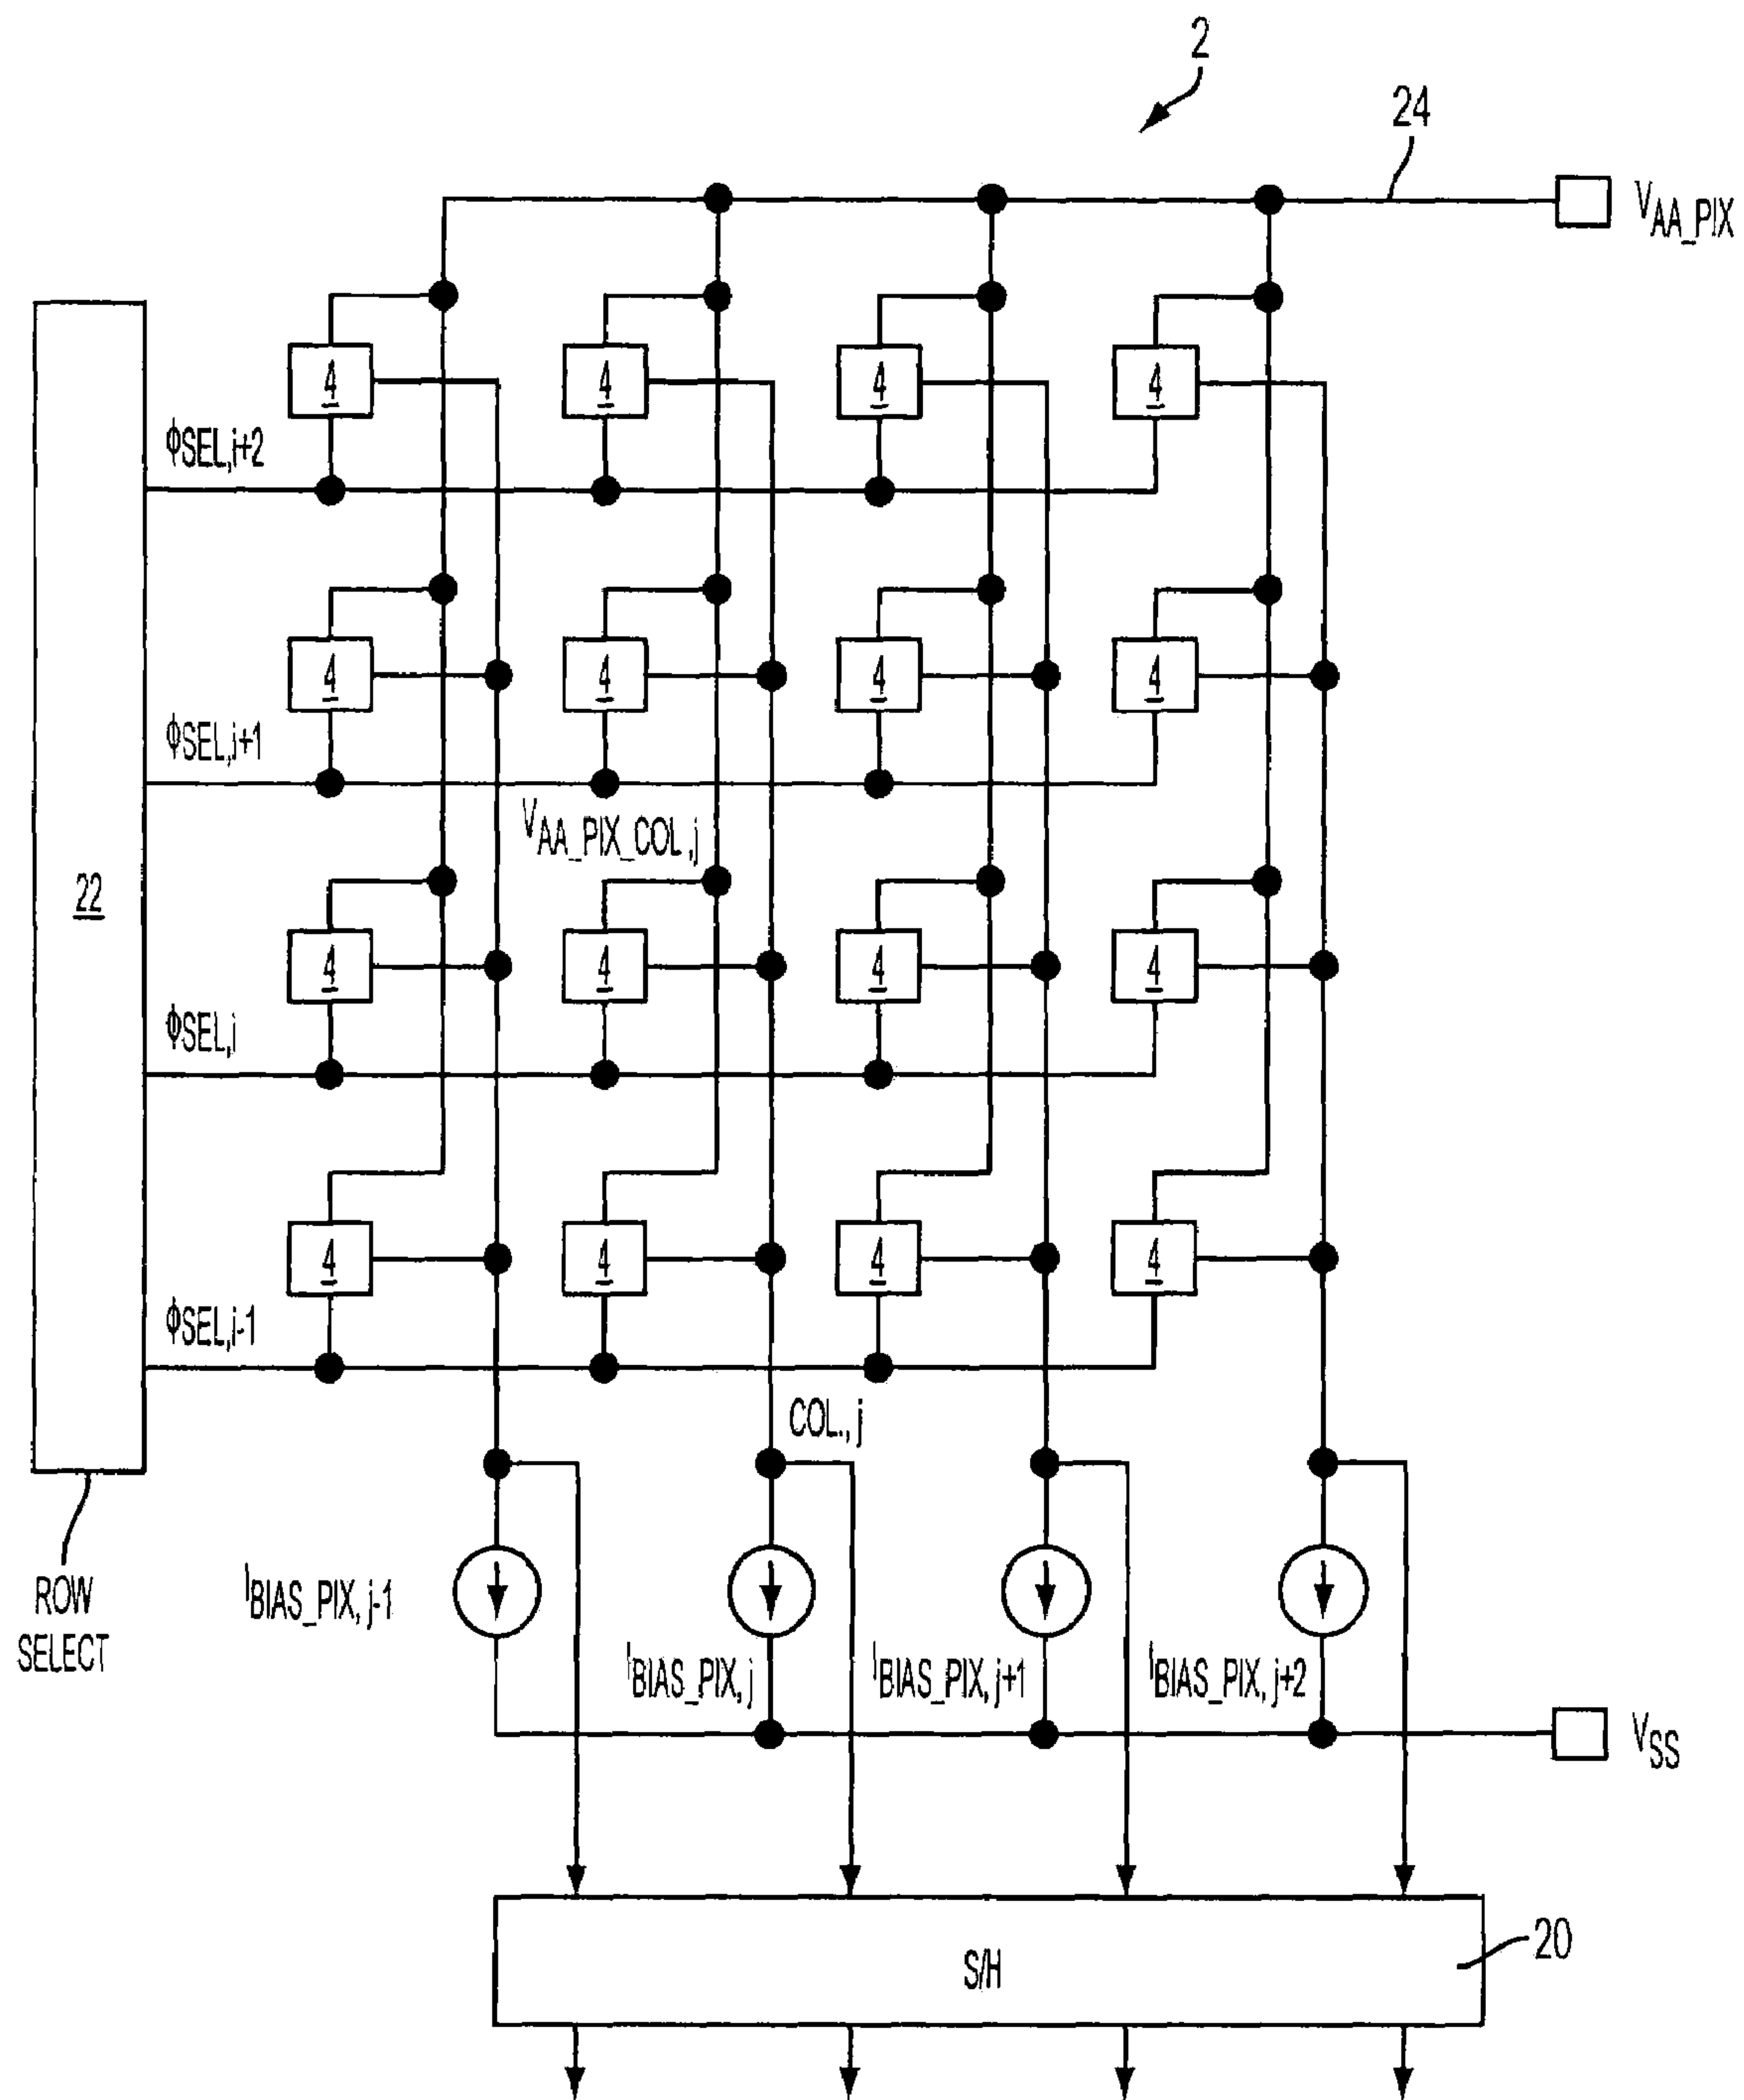 2
24
V_AA_PIX
4 4 4 4
ΦSEL,i+2
4 4 4 4
ΦSEL,i+1
V_AA_PIX_COL,j
22
4 4 4 4
ΦSEL,i
4 4 4 4
ΦSEL,i-1
COL., j
ROW
SELECT
I_BIAS_PIX, j-1
I_BIAS_PIX, j
I_BIAS_PIX, j+1
I_BIAS_PIX, j+2
V_SS
S/H
20